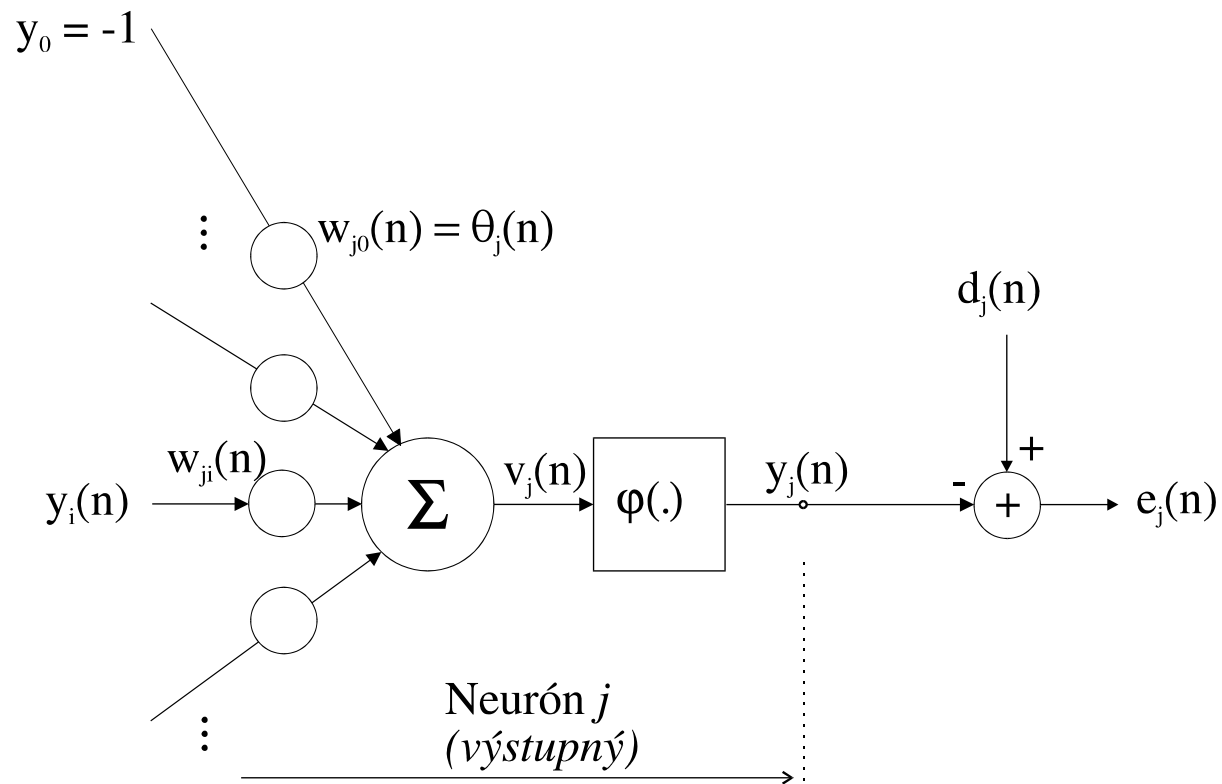 y₀ = -1
⋮
w_j0(n) = θ_j(n)
d_j(n)
+
w_ji(n)
y_i(n)
Σ
v_j(n)
φ(.)
y_j(n)
-
+
e_j(n)
Neurón j
(výstupný)
⋮